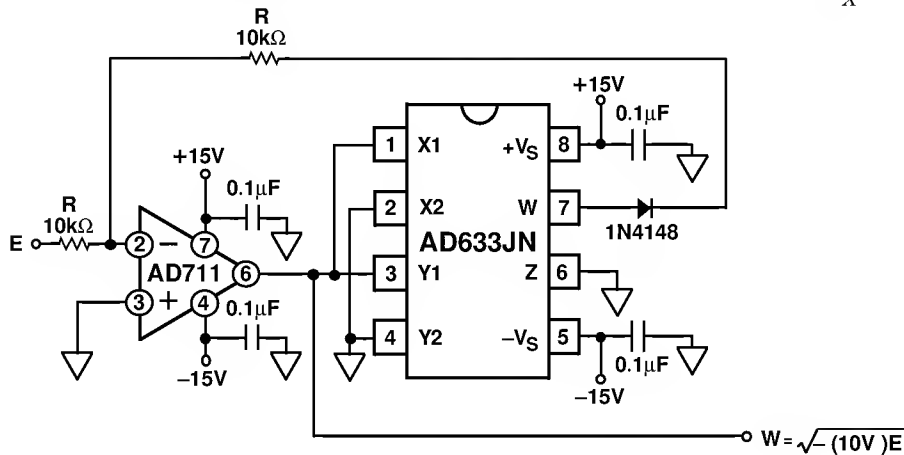 X
R
10kΩ
+15V
0.1μF
+15V
0.1μF
R
10kΩ
E
2
−
7
AD711
6
3
+
4
0.1μF
−15V
1
X1
+VS
8
2
X2
W
7
1N4148
AD633JN
3
Y1
Z
6
4
Y2
−VS
5
0.1μF
−15V
W = √−(10V)E